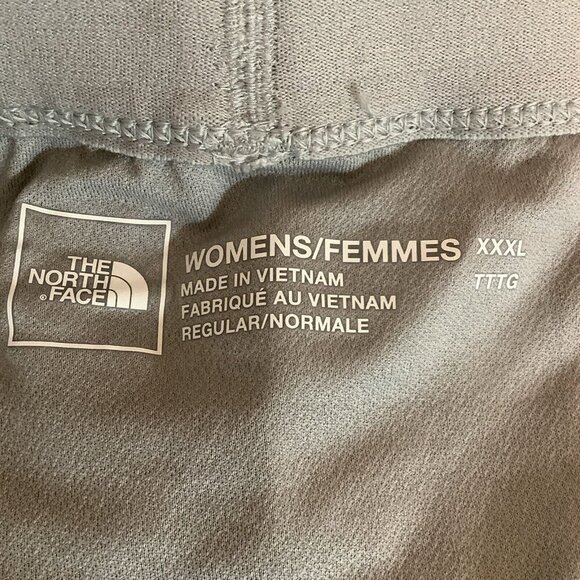 THE
NORTH
®FACE
WOMENS/FEMMES XXXL
MADE IN VIETNAM TTTG
FABRIQUÉ AU VIETNAM
REGULAR/NORMALE